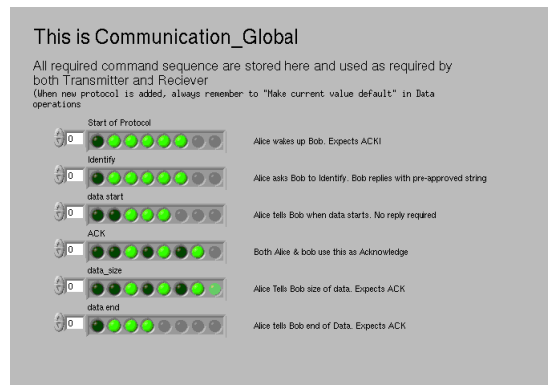 This is Communication_Global
All required command sequence are stored here and used as required by
both Transmitter and Reciever
(When new protocol is added, always remember to "Make current value default" in Data
operations
Start of Protocol
0
Alice wakes up Bob. Expects ACKI
Identify
0
Alice asks Bob to Identify. Bob replies with pre-approved string
data start
0
Alice tells Bob when data starts. No reply required
ACK
0
Both Alice & bob use this as Acknowledge
data_size
0
Alice Tells Bob size of data. Expects ACK
data end
0
Alice tells Bob end of Data. Expects ACK